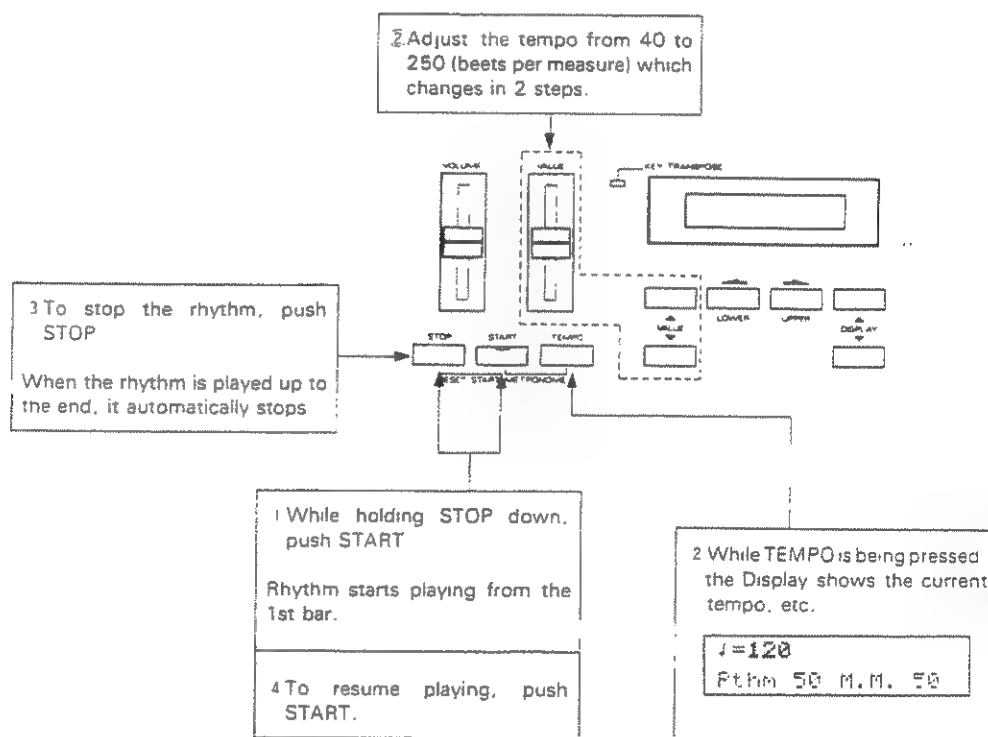 2.Adjust the tempo from 40 to
250 (beets per measure) which
changes in 2 steps.
VOLUME
VALUE
KEY TRANSPOSE
3 To stop the rhythm, push
STOP
When the rhythm is played up to
the end, it automatically stops
STOP START TEMPO
RESET START METRONOME
VALUE
LOWER
UPPER
DISPLAY
1 While holding STOP down,
push START
Rhythm starts playing from the
1st bar.
4 To resume playing, push
START.
2 While TEMPO is being pressed
the Display shows the current
tempo, etc.
♩=120
Rthm 50 M.M. 50